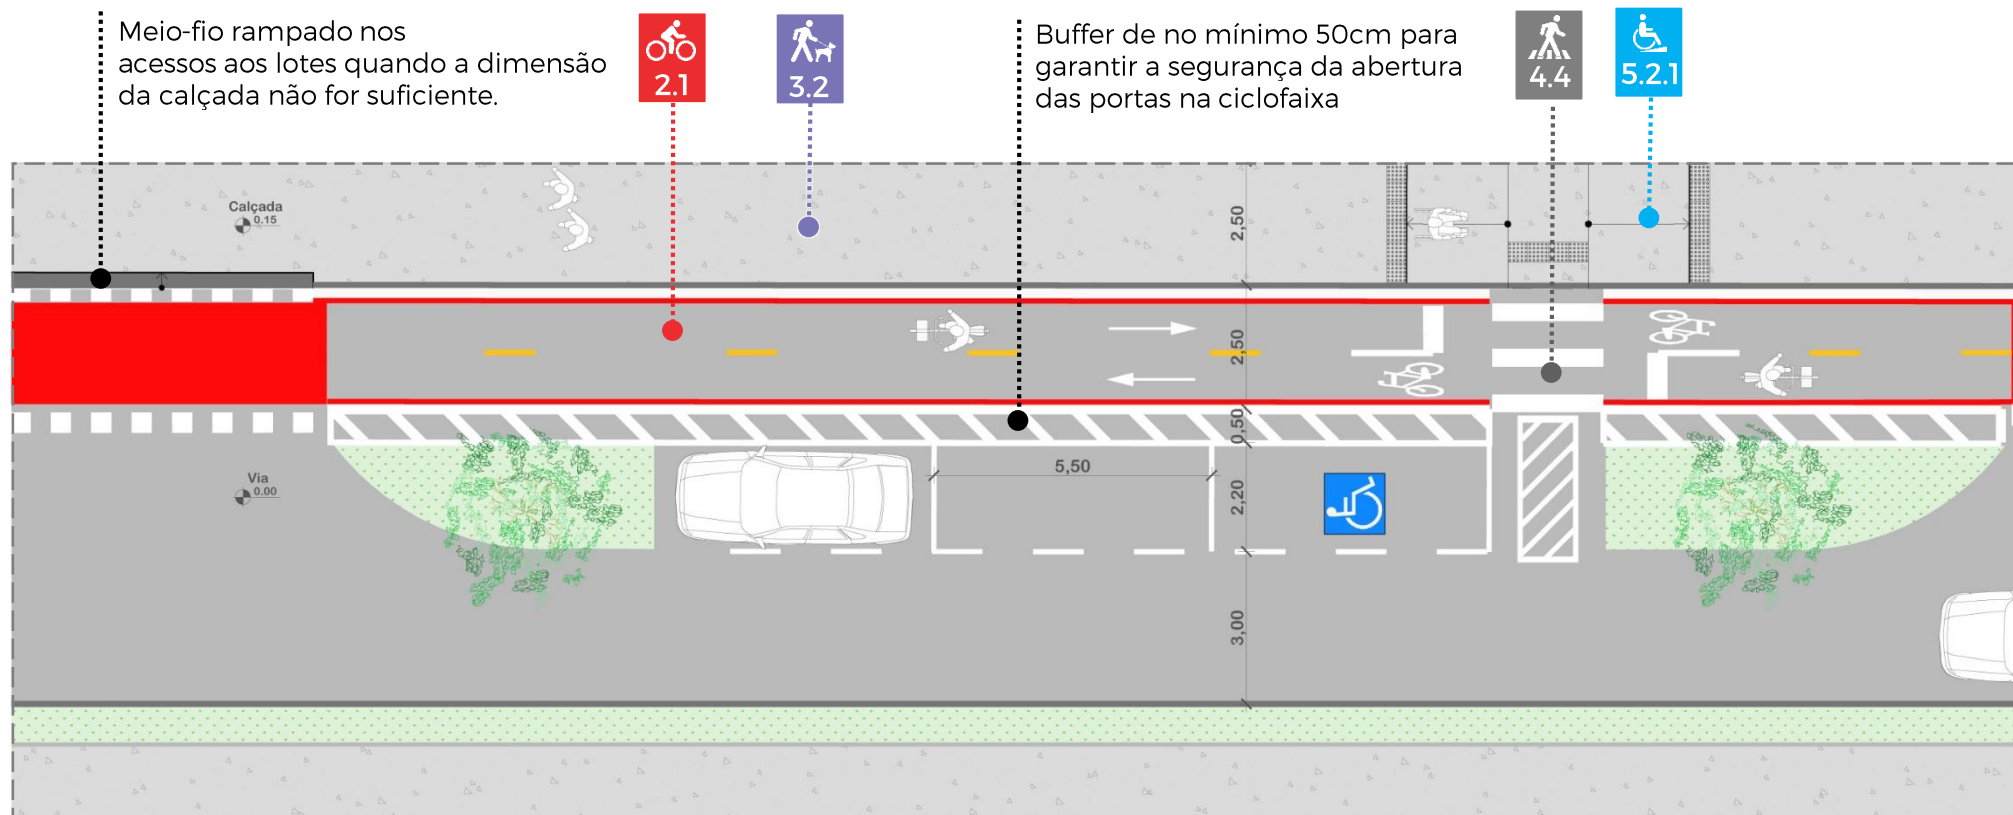 Meio-fio rampado nos
acessos aos lotes quando a dimensão
da calçada não for suficiente.
2.1
3.2
Buffer de no mínimo 50cm para
garantir a segurança da abertura
das portas na ciclofaixa
4.4
5.2.1
Calçada
0.15
2,50
2,50
0,50
Via
0.00
5,50
2,20
3,00